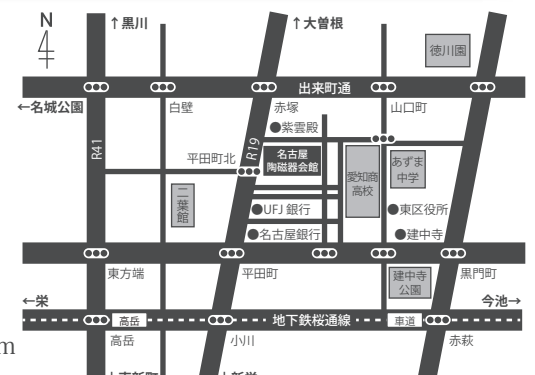 N
↑黒川
↑大曽根
徳川園
出来町通
←名城公園
白壁
赤塚
山口町
●紫雲殿
R41
R19
平田町北
名古屋
陶磁器会館
愛知商
高校
あずま
中学
二葉館
●UFJ 銀行
●東区役所
●名古屋銀行
●建中寺
東方端
平田町
建中寺
公園
黒門町
←栄
今池→
高岳
地下鉄桜通線
車道
高岳
小川
赤萩
m